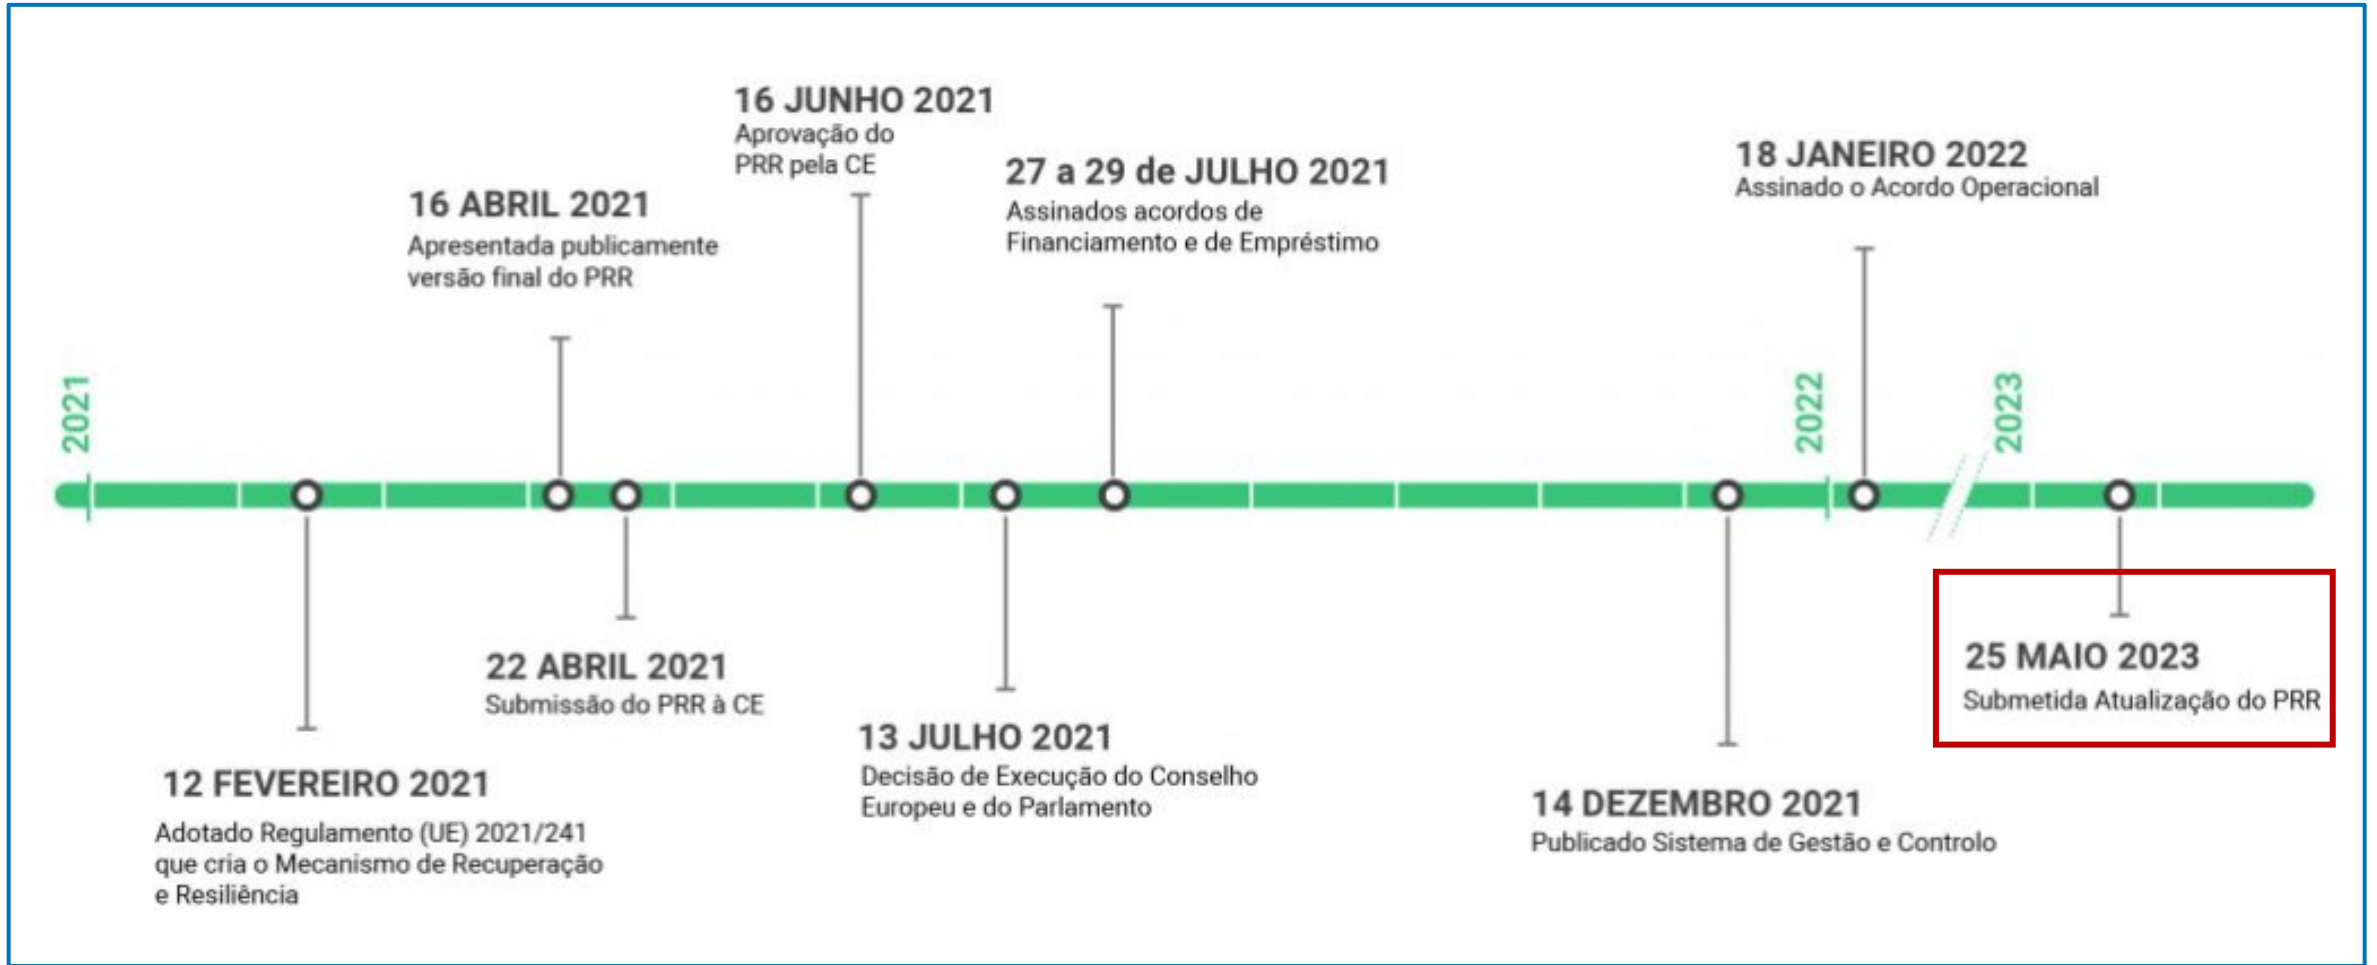 16 JUNHO 2021
Aprovação do
PRR pela CE
16 ABRIL 2021
Apresentada publicamente
versão final do PRR
27 a 29 de JULHO 2021
Assinados acordos de
Financiamento e de Empréstimo
18 JANEIRO 2022
Assinado o Acordo Operacional
2021
2022
2023
12 FEVEREIRO 2021
Adotado Regulamento (UE) 2021/241
que cria o Mecanismo de Recuperação
e Resiliência
22 ABRIL 2021
Submissão do PRR à CE
13 JULHO 2021
Decisão de Execução do Conselho
Europeu e do Parlamento
14 DEZEMBRO 2021
Publicado Sistema de Gestão e Controlo
25 MAIO 2023
Submetida Atualização do PRR